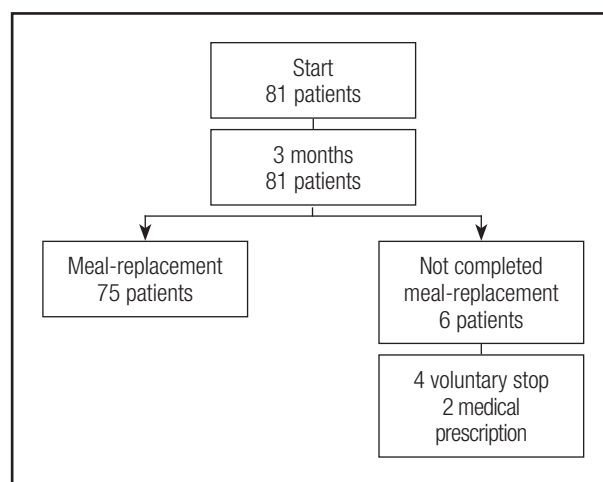 Start
81 patients
3 months
81 patients
Meal-replacement
75 patients
Not completed
meal-replacement
6 patients
4 voluntary stop
2 medical
prescription